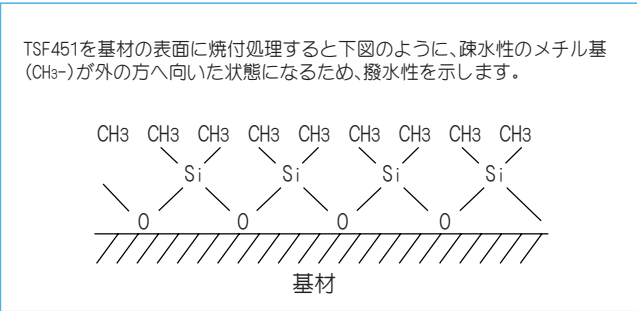 TSF451を基材の表面に焼付処理すると下図のように、疎水性のメチル基
(CH3-)が外の方へ向いた状態になるため、撥水性を示します。
CH3 CH3 CH3 CH3 CH3 CH3 CH3 CH3 CH3
Si Si Si Si
O O O O
基材